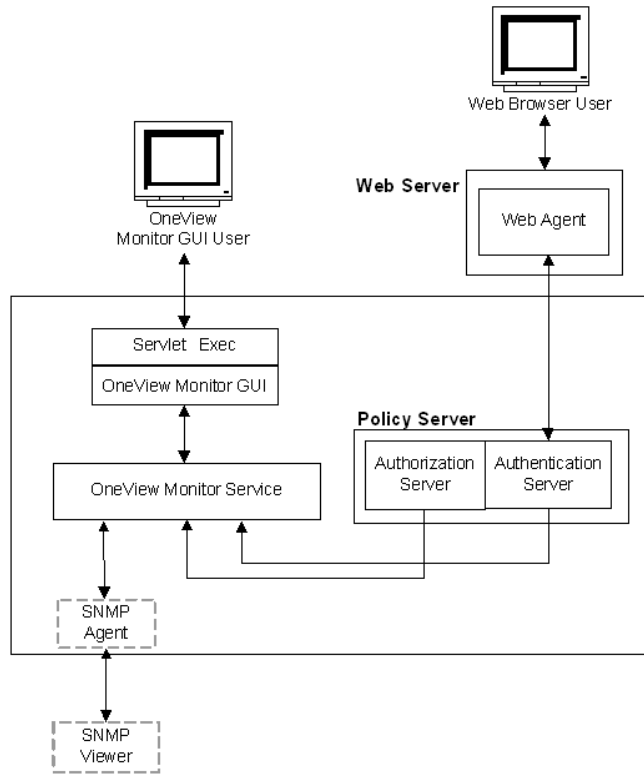 Web Browser User
Web Server
Web Agent
OneView
Monitor GUI User
Servlet Exec
OneView Monitor GUI
Policy Server
Authorization
Server
Authentication
Server
OneView Monitor Service
SNMP
Agent
SNMP
Viewer